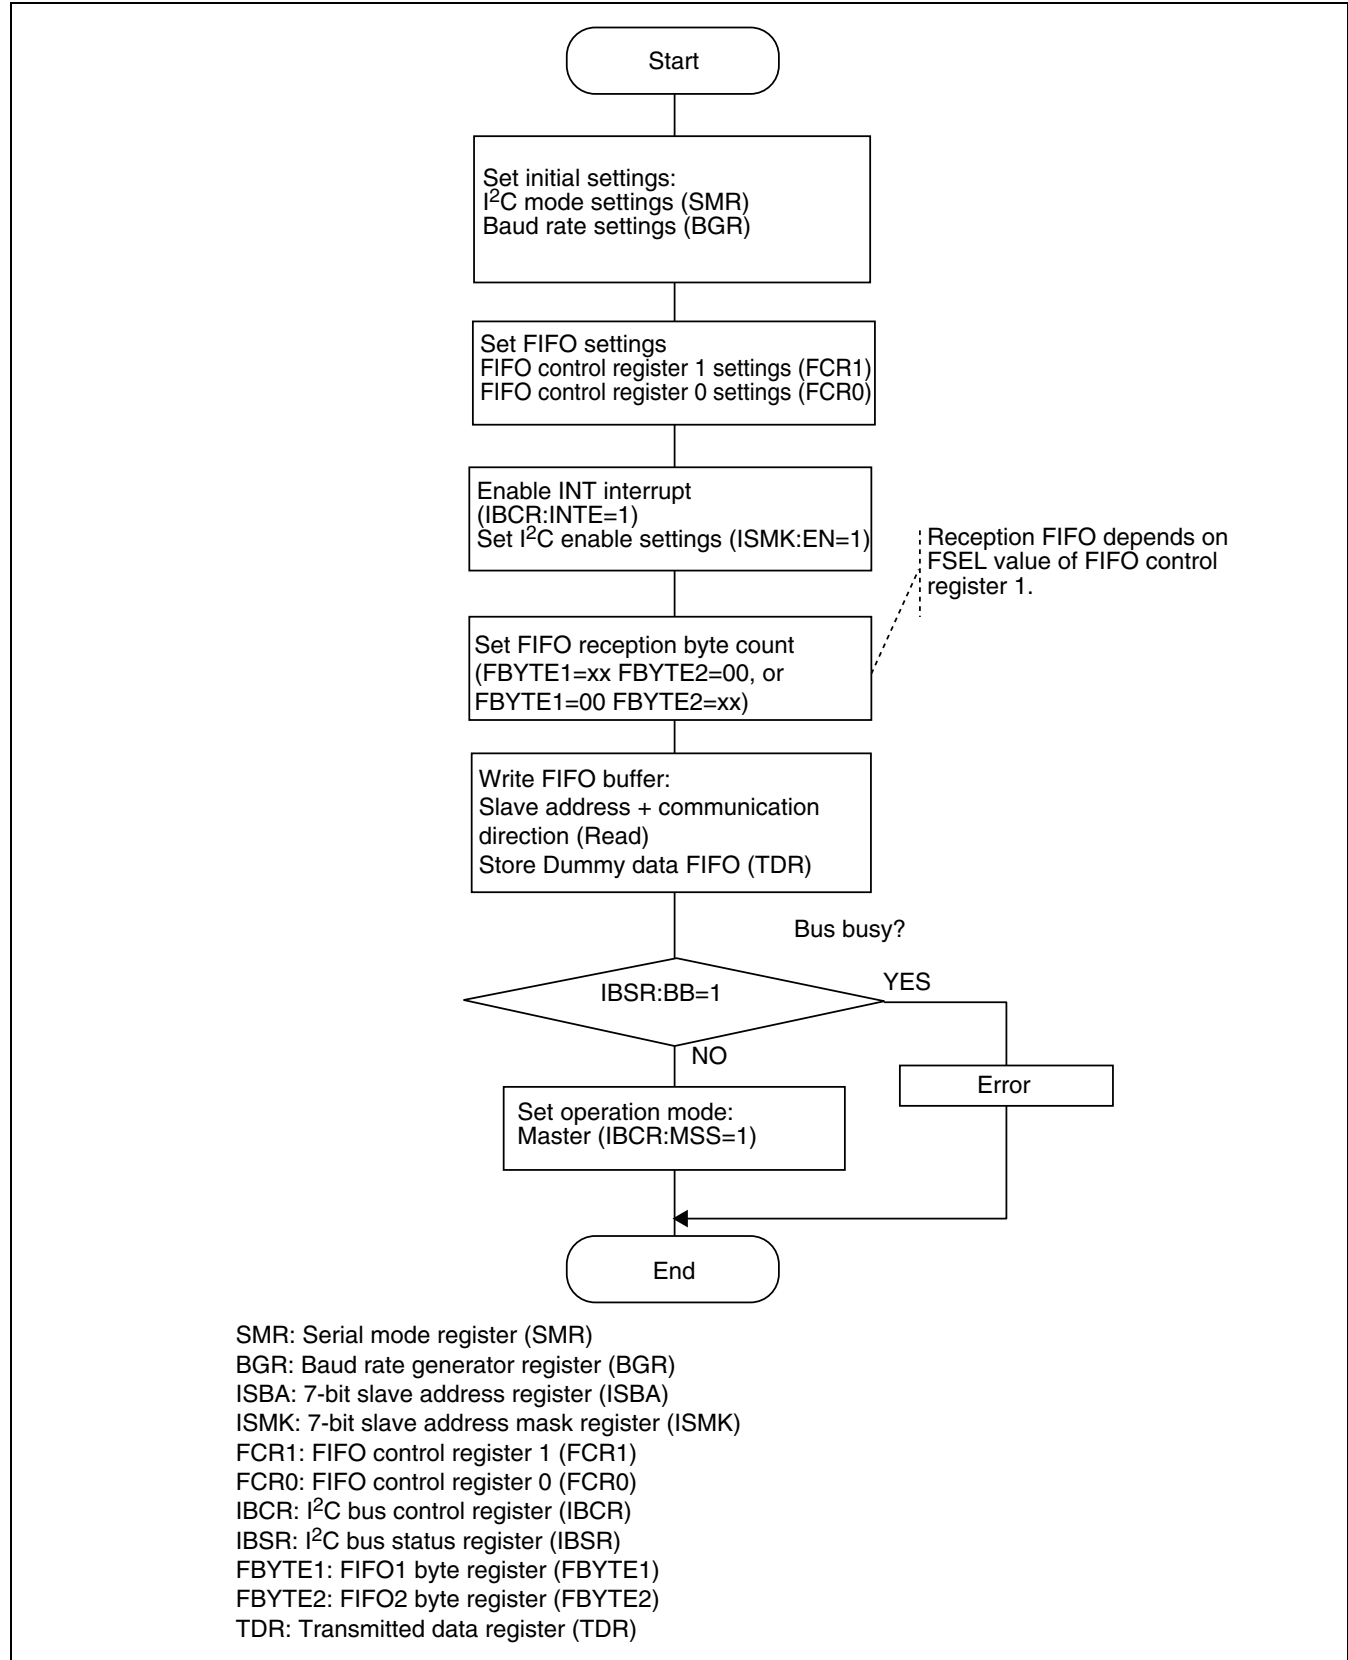 Start
Set initial settings:
I²C mode settings (SMR)
Baud rate settings (BGR)
Set FIFO settings
FIFO control register 1 settings (FCR1)
FIFO control register 0 settings (FCR0)
Enable INT interrupt
(IBCR:INTE=1)
Set I²C enable settings (ISMK:EN=1)
Reception FIFO depends on
FSEL value of FIFO control
register 1.
Set FIFO reception byte count
(FBYTE1=xx FBYTE2=00, or
FBYTE1=00 FBYTE2=xx)
Write FIFO buffer:
Slave address + communication
direction (Read)
Store Dummy data FIFO (TDR)
Bus busy?
IBSR:BB=1
YES
NO
Error
Set operation mode:
Master (IBCR:MSS=1)
End
SMR: Serial mode register (SMR)
BGR: Baud rate generator register (BGR)
ISBA: 7-bit slave address register (ISBA)
ISMK: 7-bit slave address mask register (ISMK)
FCR1: FIFO control register 1 (FCR1)
FCR0: FIFO control register 0 (FCR0)
IBCR: I²C bus control register (IBCR)
IBSR: I²C bus status register (IBSR)
FBYTE1: FIFO1 byte register (FBYTE1)
FBYTE2: FIFO2 byte register (FBYTE2)
TDR: Transmitted data register (TDR)